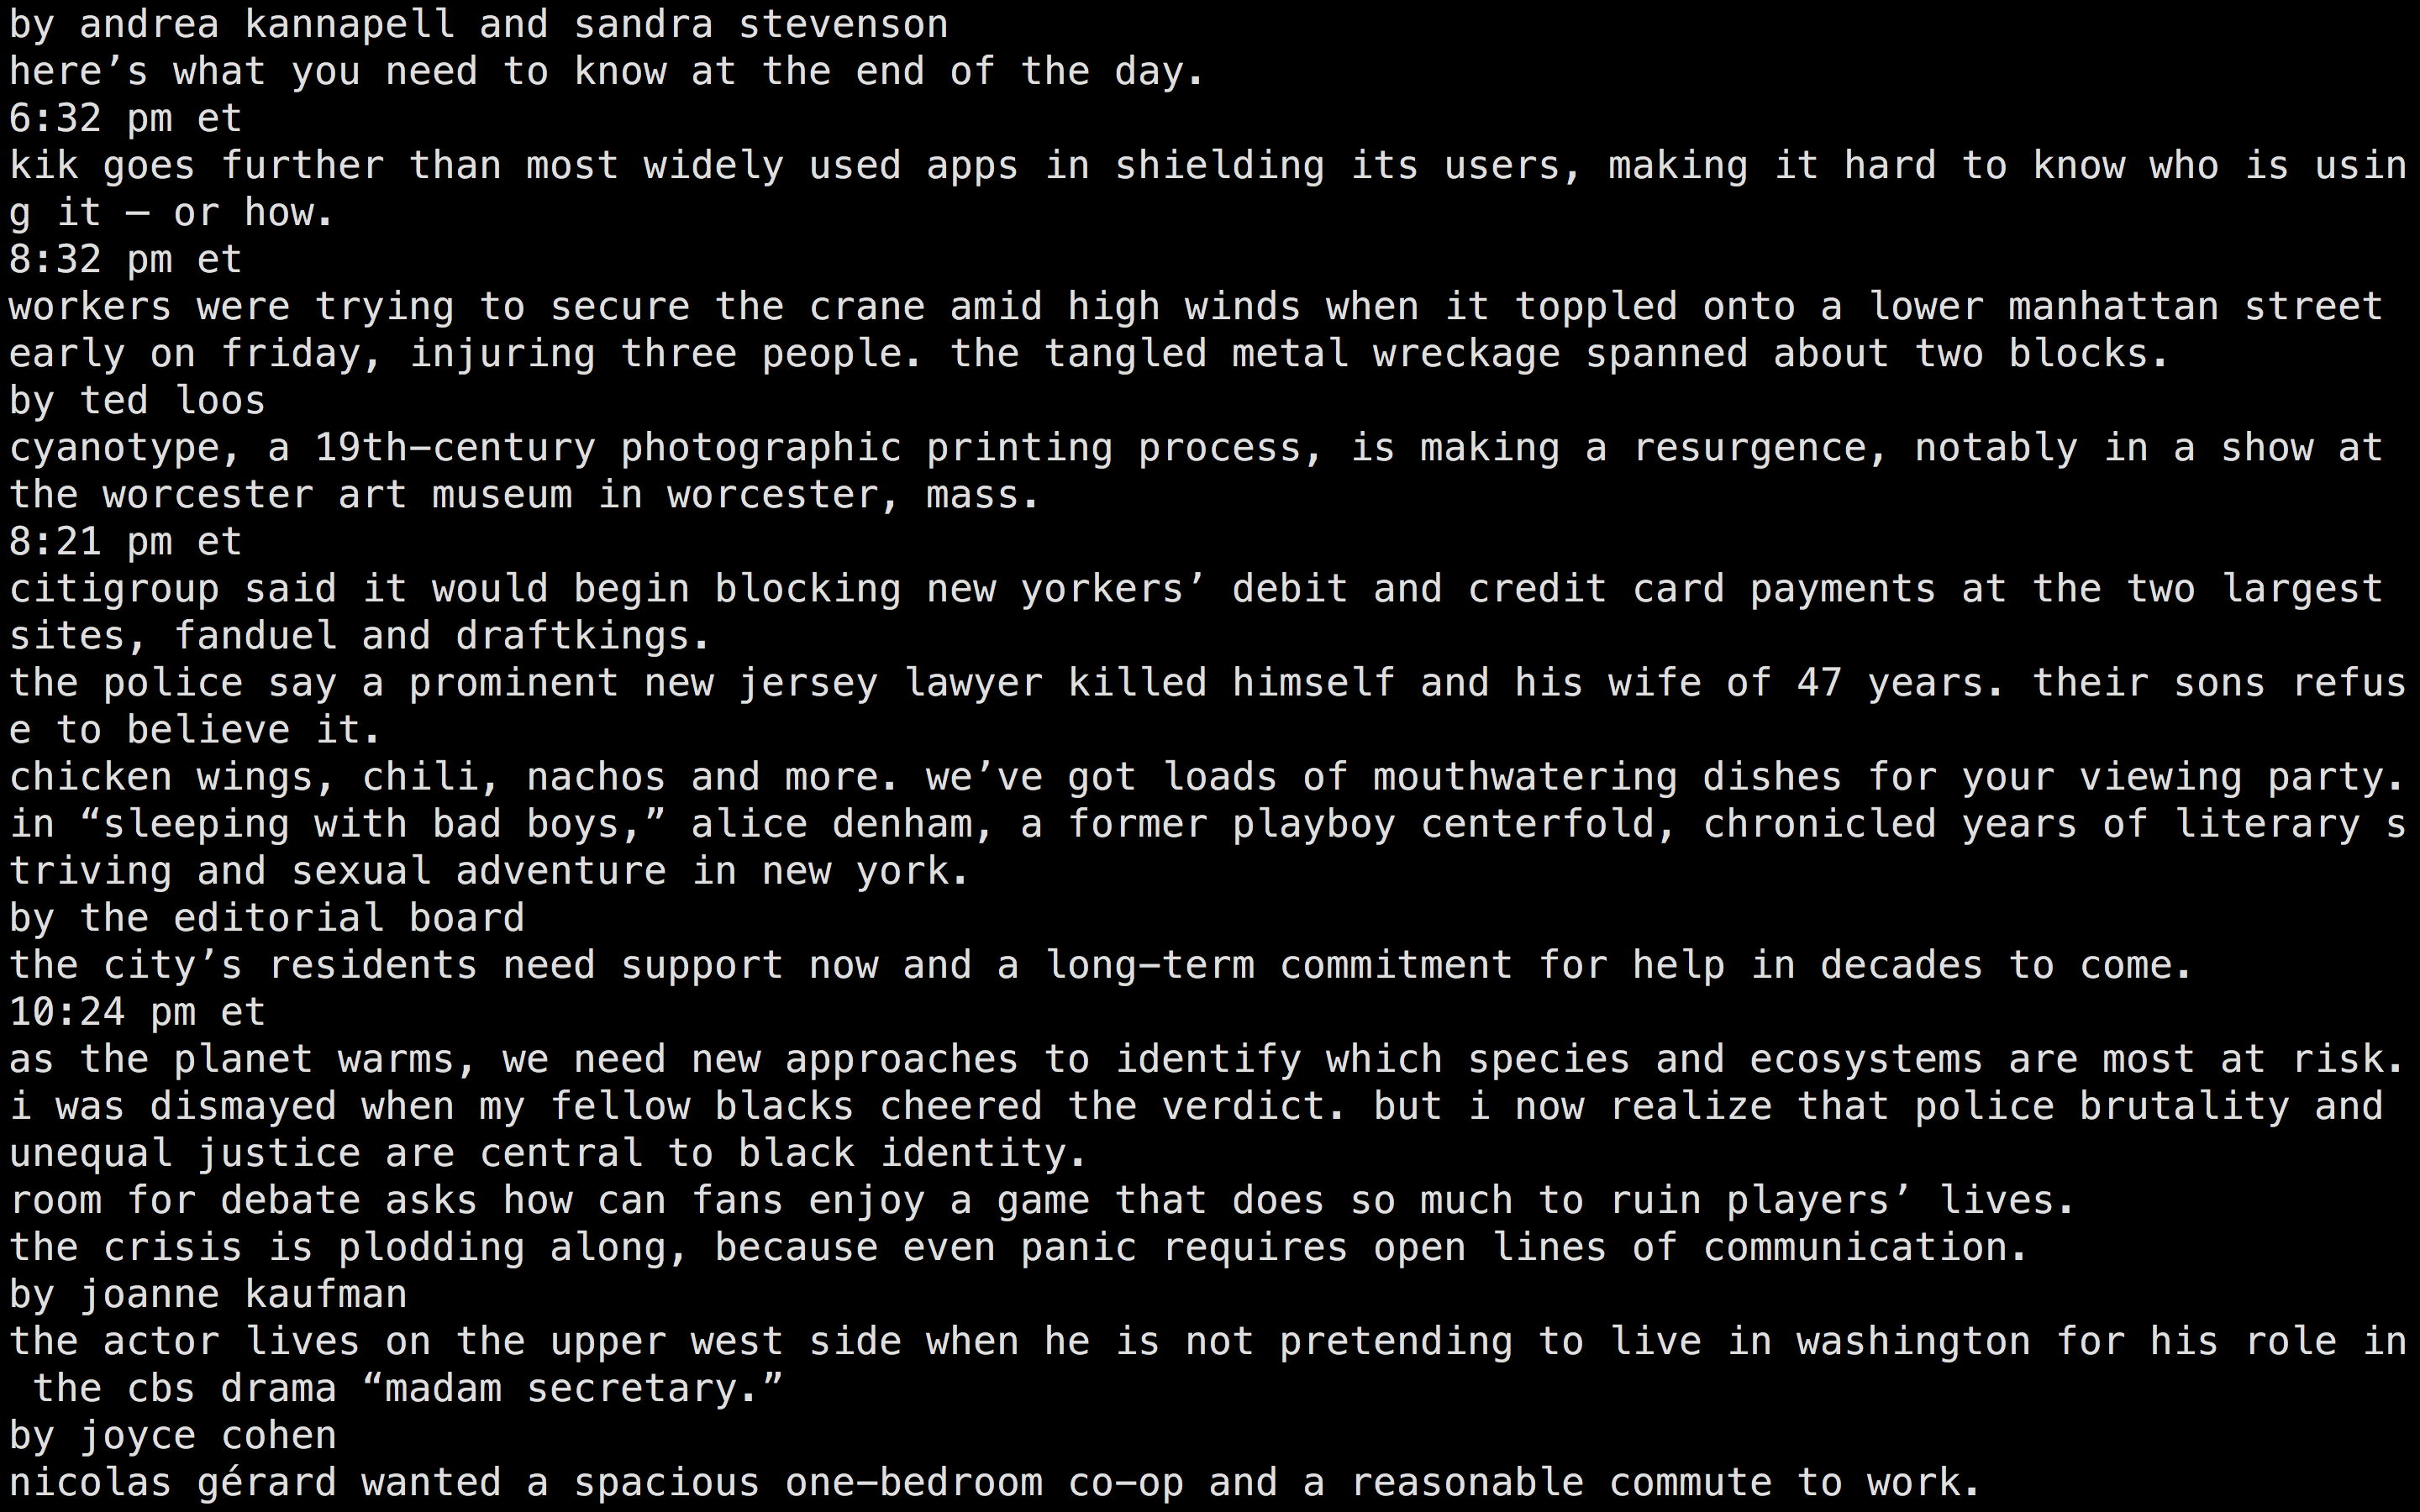 by andrea kannapell and sandra stevenson
here’s what you need to know at the end of the day.
6:32 pm et
kik goes further than most widely used apps in shielding its users, making it hard to know who is usin
g it — or how.
8:32 pm et
workers were trying to secure the crane amid high winds when it toppled onto a lower manhattan street
early on friday, injuring three people. the tangled metal wreckage spanned about two blocks.
by ted loos
cyanotype, a 19th-century photographic printing process, is making a resurgence, notably in a show at
the worcester art museum in worcester, mass.
8:21 pm et
citigroup said it would begin blocking new yorkers’ debit and credit card payments at the two largest
sites, fanduel and draftkings.
the police say a prominent new jersey lawyer killed himself and his wife of 47 years. their sons refus
e to believe it.
chicken wings, chili, nachos and more. we’ve got loads of mouthwatering dishes for your viewing party.
in “sleeping with bad boys,” alice denham, a former playboy centerfold, chronicled years of literary s
triving and sexual adventure in new york.
by the editorial board
the city’s residents need support now and a long-term commitment for help in decades to come.
10:24 pm et
as the planet warms, we need new approaches to identify which species and ecosystems are most at risk.
i was dismayed when my fellow blacks cheered the verdict. but i now realize that police brutality and
unequal justice are central to black identity.
room for debate asks how can fans enjoy a game that does so much to ruin players’ lives.
the crisis is plodding along, because even panic requires open lines of communication.
by joanne kaufman
the actor lives on the upper west side when he is not pretending to live in washington for his role in
 the cbs drama “madam secretary.”
by joyce cohen
nicolas gérard wanted a spacious one-bedroom co-op and a reasonable commute to work.